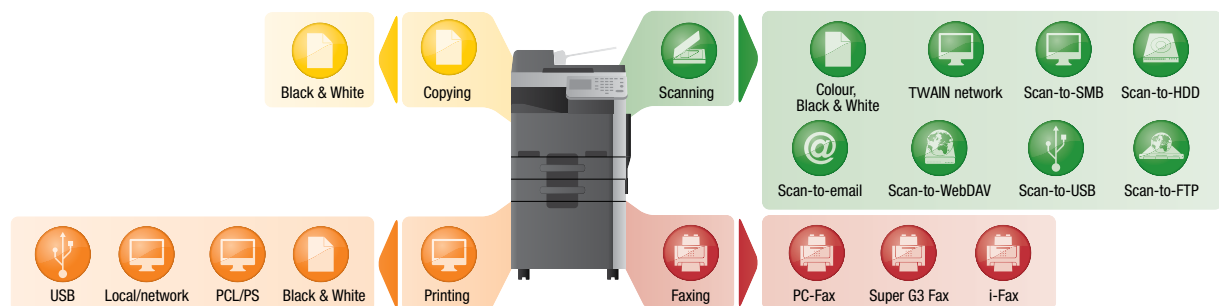 Black & White
Copying
Scanning
Colour,
Black & White
TWAIN network
Scan-to-SMB
Scan-to-HDD
@
Scan-to-email
Scan-to-WebDAV
Scan-to-USB
Scan-to-FTP
USB
Local/network
PCL/PS
Black & White
Printing
Faxing
PC-Fax
Super G3 Fax
i-Fax